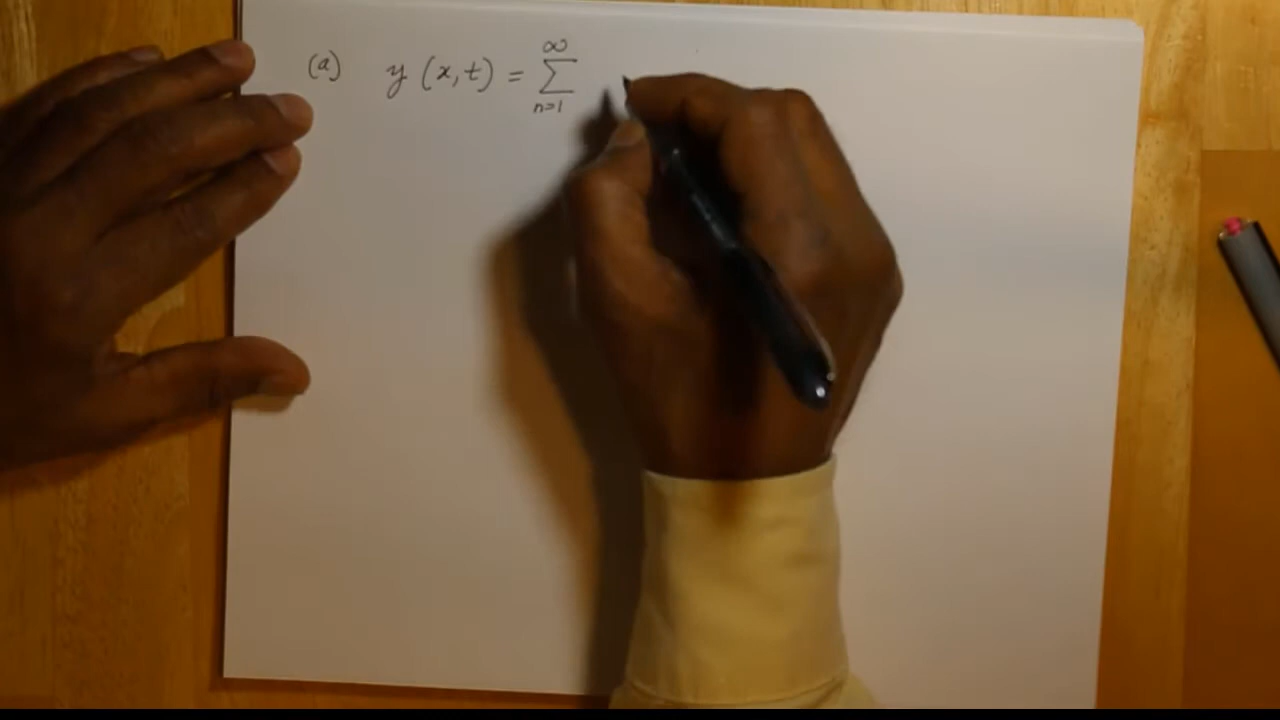 (a) y (x,t) = ∞∑n=1